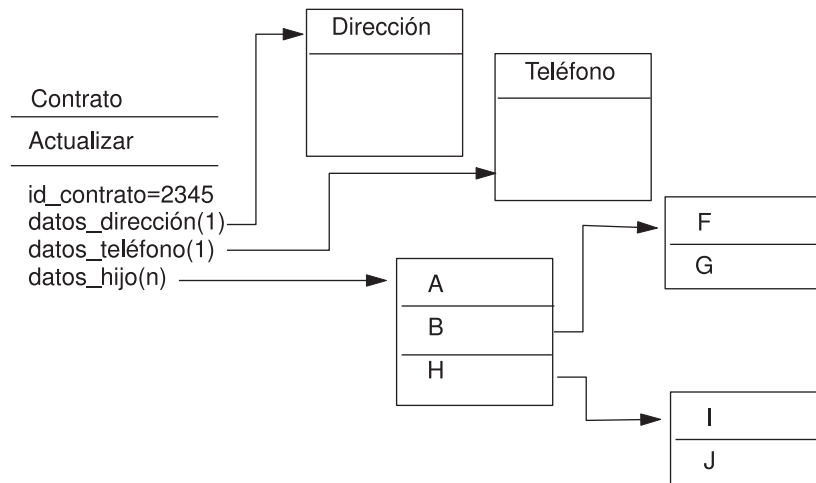 Dirección
Teléfono
Contrato
Actualizar
id_contrato=2345
datos_dirección(1)
datos_teléfono(1)
datos_hijo(n)
A
B
H
F
G
I
J